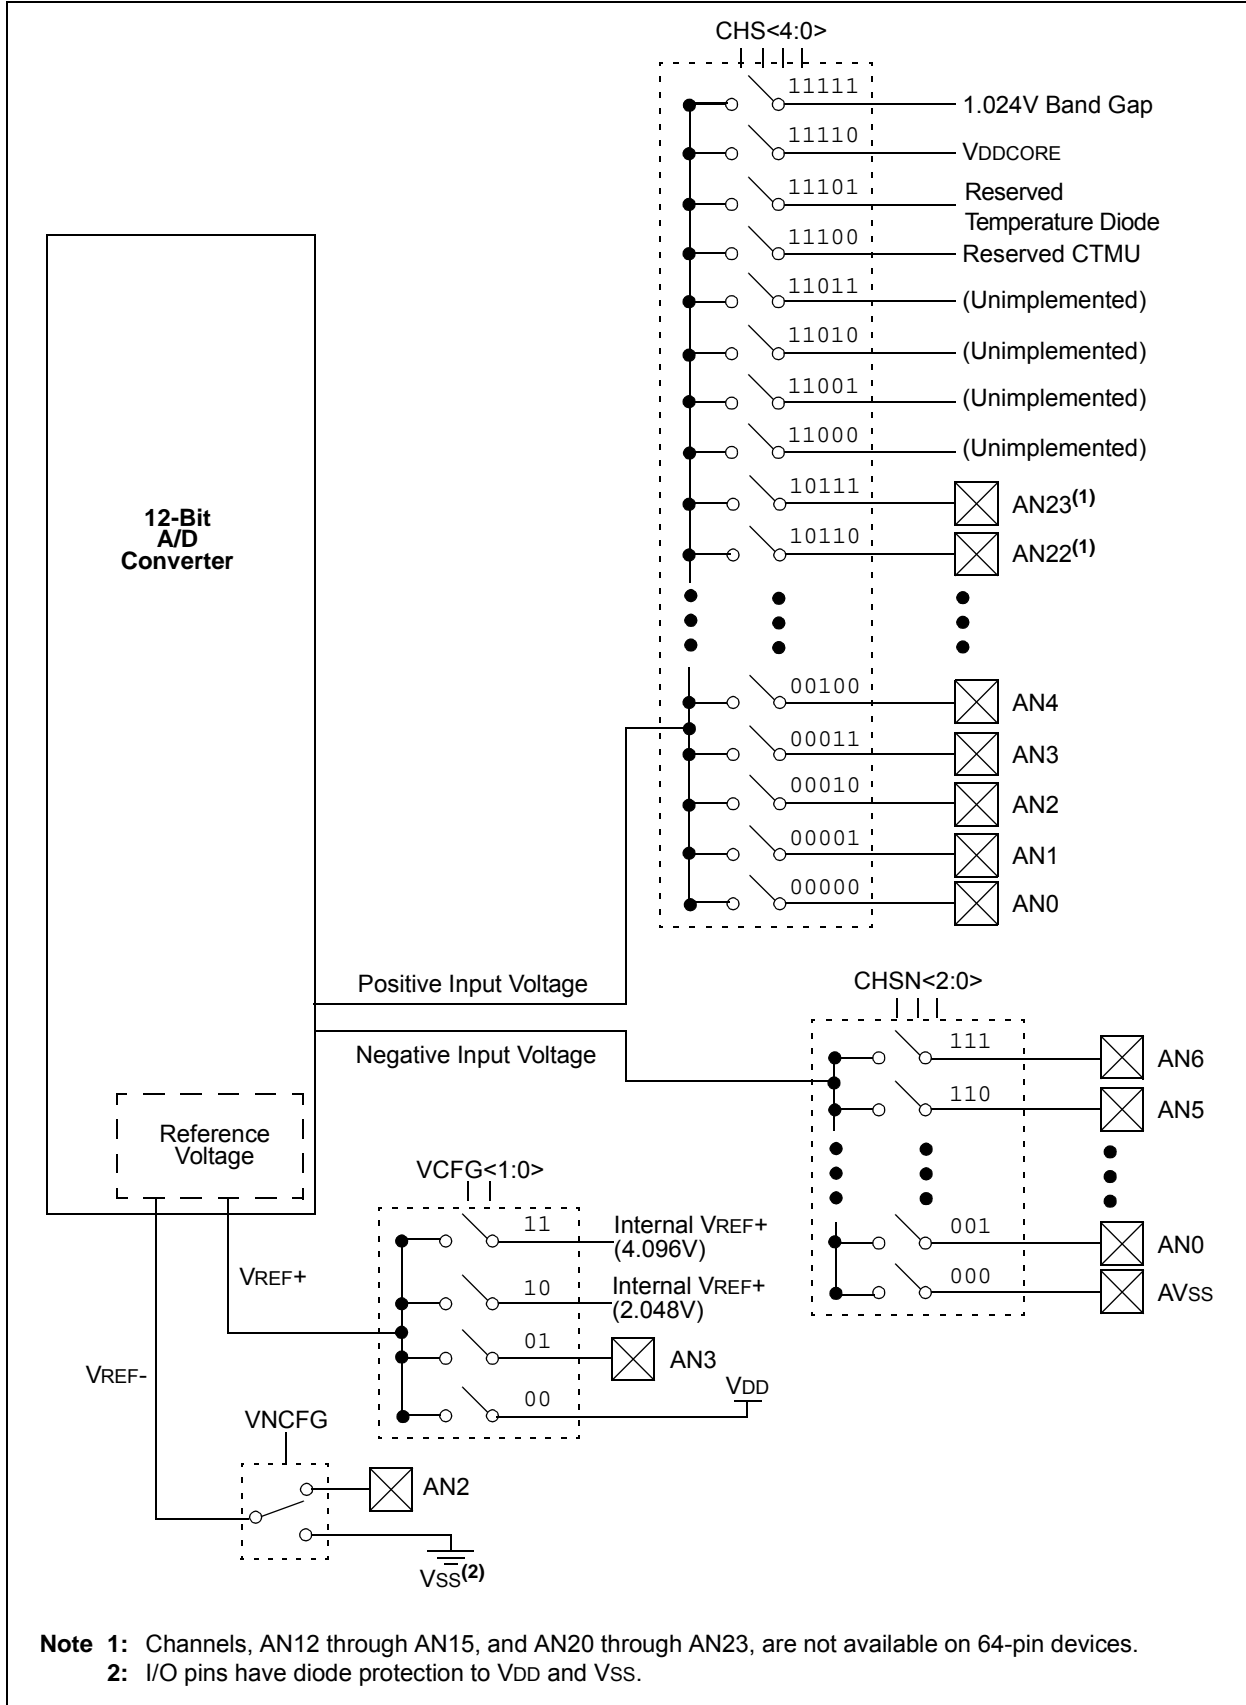 CHS<4:0>
11111
1.024V Band Gap
11110
VDDCORE
11101
Reserved
Temperature Diode
11100
Reserved CTMU
11011
(Unimplemented)
11010
(Unimplemented)
11001
(Unimplemented)
11000
(Unimplemented)
10111
AN23(1)
10110
AN22(1)
12-Bit
A/D
Converter
00100
AN4
00011
AN3
00010
AN2
00001
AN1
00000
AN0
Positive Input Voltage
Negative Input Voltage
CHSN<2:0>
111
AN6
110
AN5
001
AN0
000
AVSS
Reference
Voltage
VCFG<1:0>
11
Internal VREF+
(4.096V)
10
Internal VREF+
(2.048V)
01
AN3
00
VDD
VREF+
VREF-
VNCFG
AN2
VSS(2)
Note 1: Channels, AN12 through AN15, and AN20 through AN23, are not available on 64-pin devices.
2: I/O pins have diode protection to VDD and VSS.